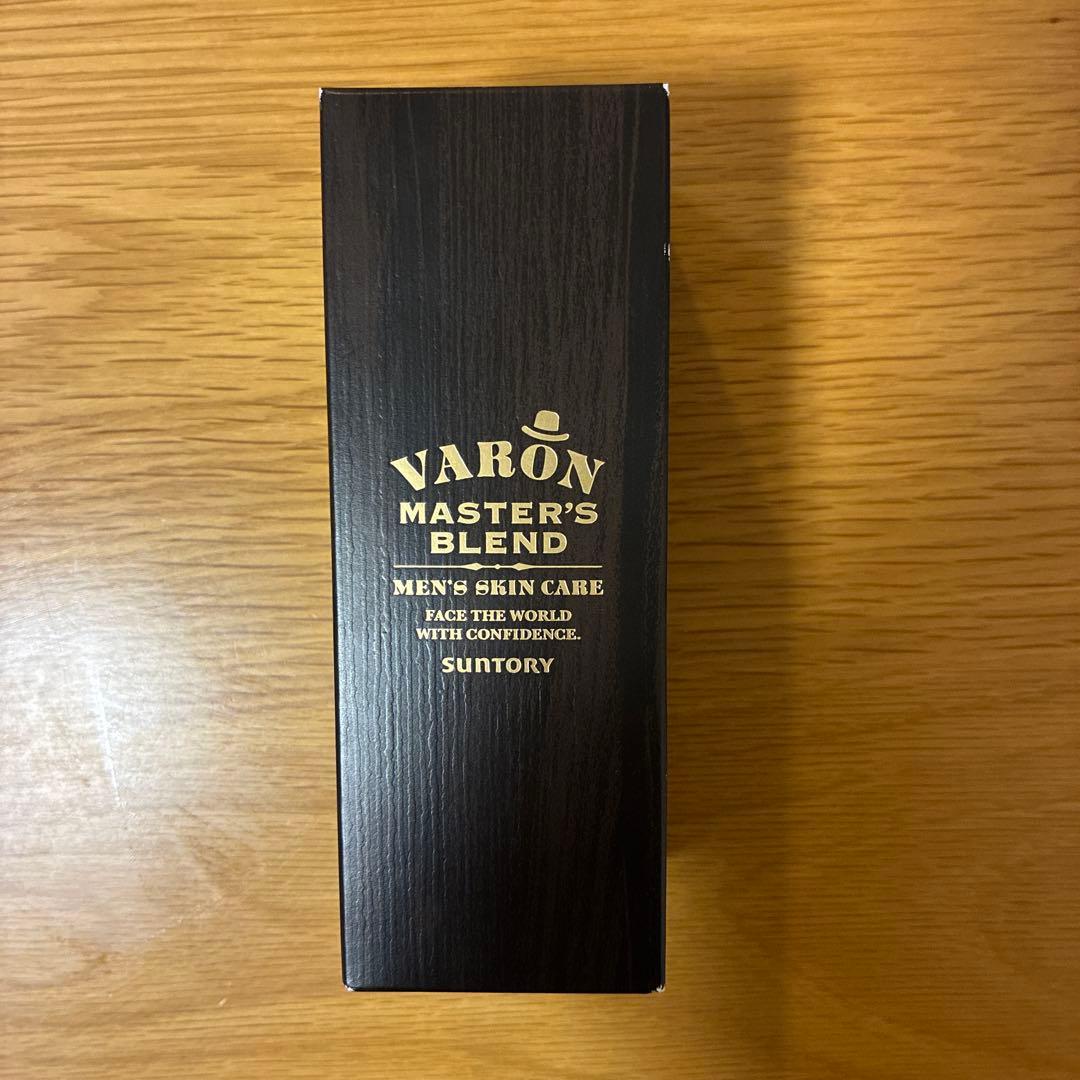 VARON
MASTER'S
BLEND
MEN'S SKIN CARE
FACE THE WORLD
WITH CONFIDENCE.
SUNTORY